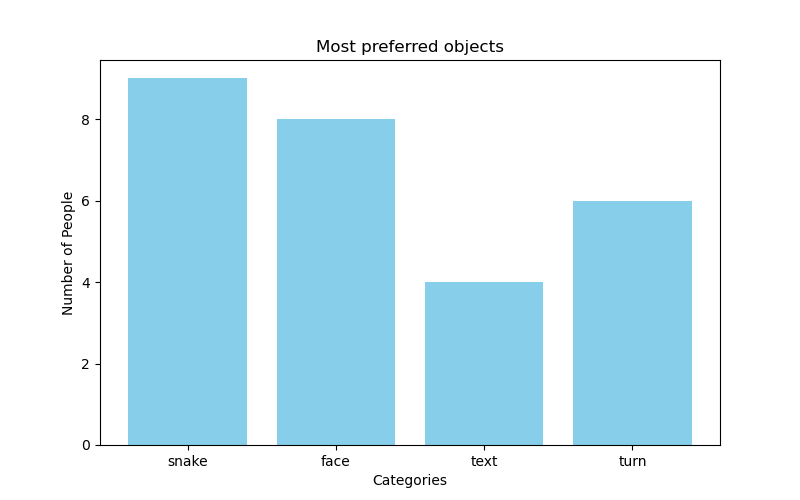 Most preferred objects
Number of People
8
6
4
2
0
snake face text turn
Categories